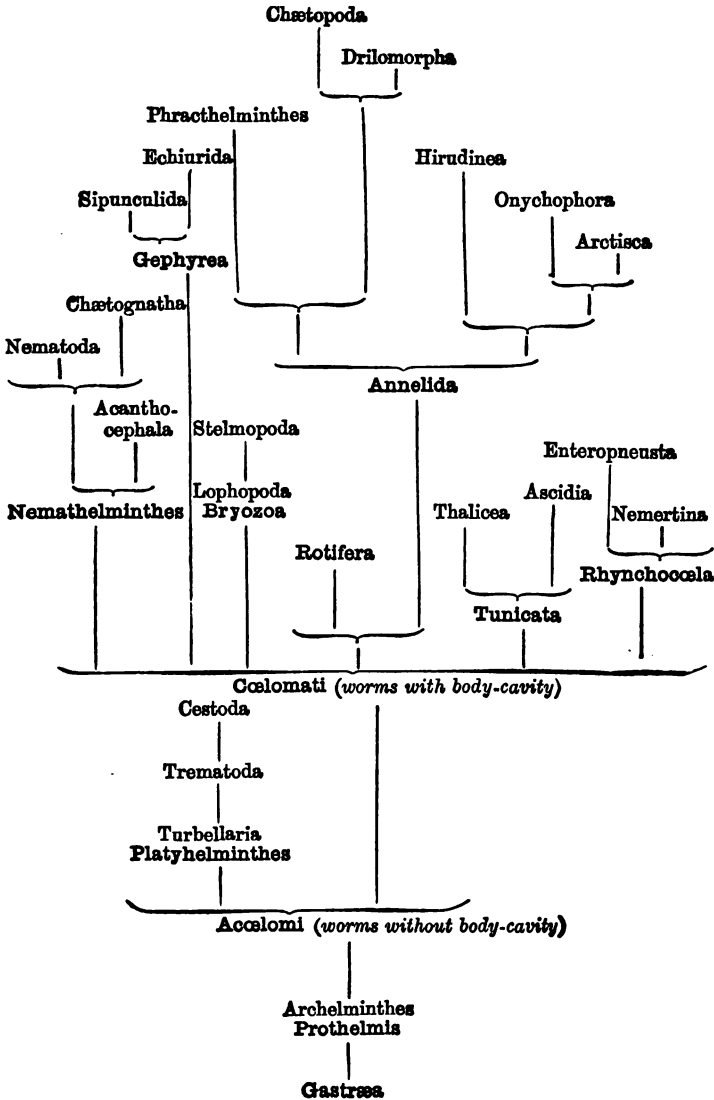 Chætopoda
Drilomorpha
Phracthelminthes
Echiurida
Hirudinea
Sipunculida
Onychophora
Arctisca
Gephyrea
Chætognatha
Nematoda
Annelida
Acantho-
cephala
Stelmopoda
Enteropneusta
Lophopoda
Bryozoa
Ascidia
Nemathelminthes
Thalicea
Nemertina
Rotifera
Rhynchocœla
Tunicata
Cœlomati (worms with body-cavity)
Cestoda
Trematoda
Turbellaria
Platyhelminthes
Acœlomi (worms without body-cavity)
Archelminthes
Prothelmis
Gastræa